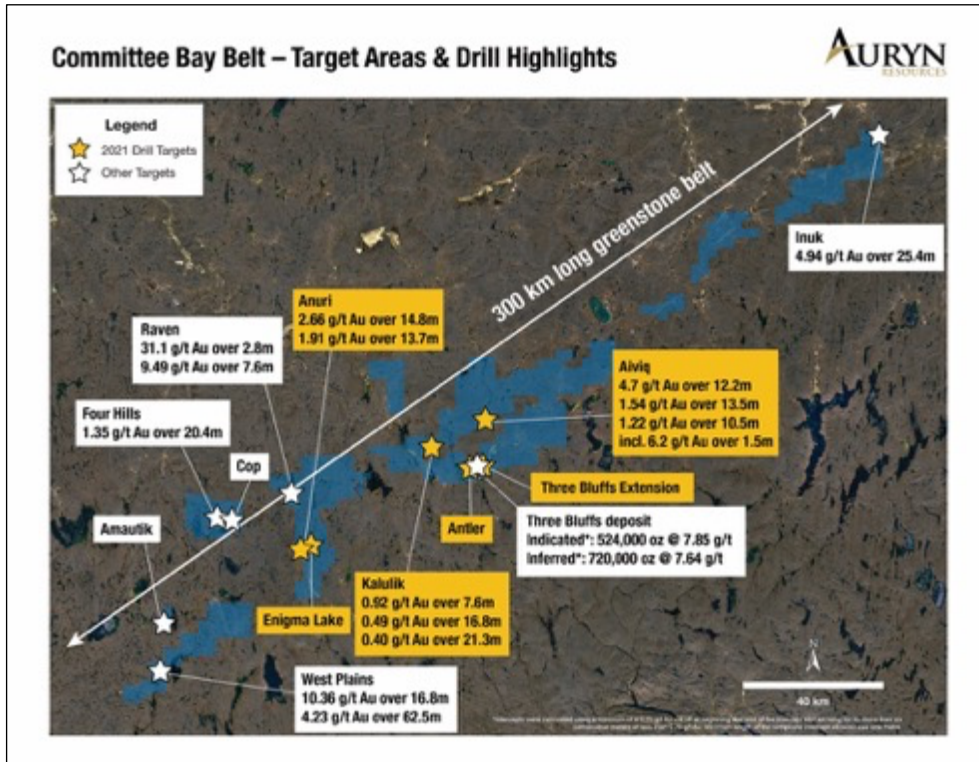 Committee Bay Belt – Target Areas & Drill Highlights
AURYN
RESOURCES
Legend
2021 Drill Targets
Other Targets
300 km long greenstone belt
Inuk
4.94 g/t Au over 25.4m
Anuri
2.66 g/t Au over 14.8m
1.91 g/t Au over 13.7m
Raven
31.1 g/t Au over 2.8m
9.49 g/t Au over 7.6m
Aiviq
4.7 g/t Au over 12.2m
1.54 g/t Au over 13.5m
1.22 g/t Au over 10.5m
incl. 6.2 g/t Au over 1.5m
Four Hills
1.35 g/t Au over 20.4m
Cop
Three Bluffs Extension
Amautik
Antler
Three Bluffs deposit
Indicated*: 524,000 oz @ 7.85 g/t
Inferred*: 720,000 oz @ 7.64 g/t
Kalulik
0.92 g/t Au over 7.6m
0.49 g/t Au over 16.8m
0.40 g/t Au over 21.3m
Enigma Lake
West Plains
10.36 g/t Au over 16.8m
4.23 g/t Au over 62.5m
N
40 km